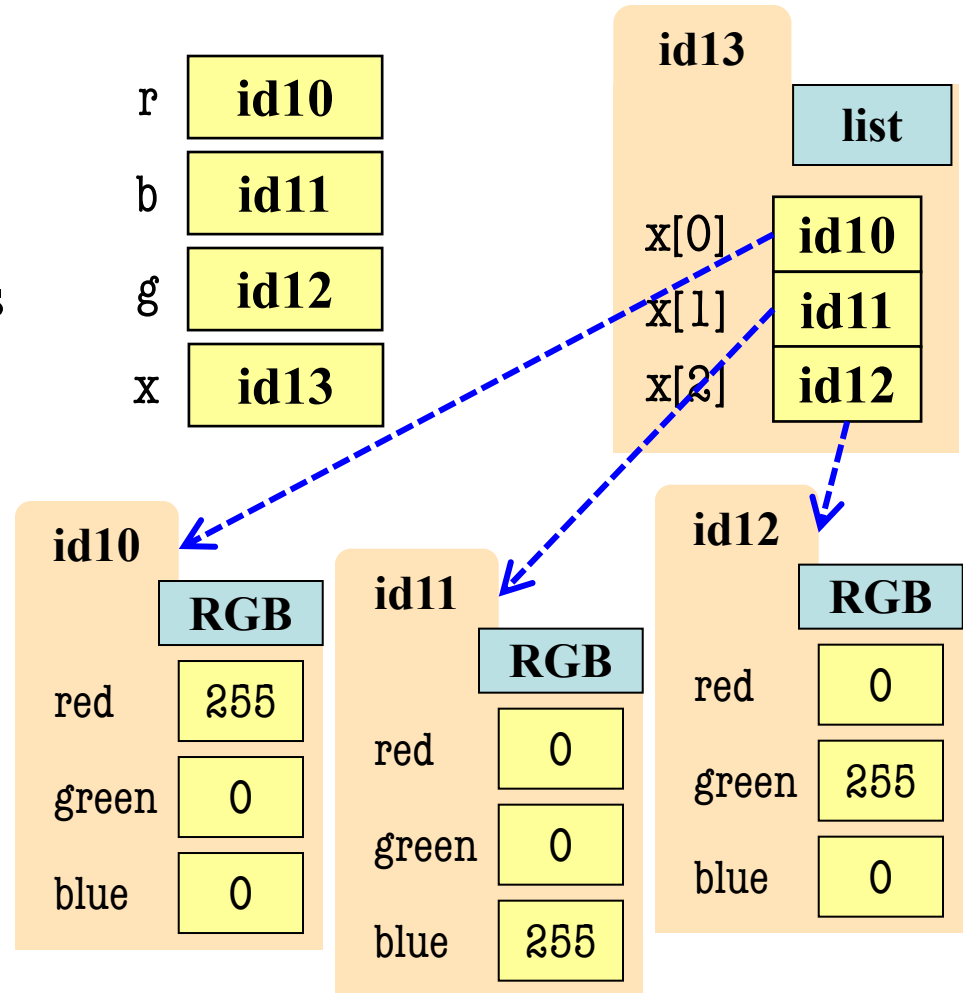 r id10
b id11
g id12
x id13
id13
list
x[0] id10
x[1] id11
x[2] id12
id10
RGB
red 255
green 0
blue 0
id11
RGB
red 0
green 0
blue 255
id12
RGB
red 0
green 255
blue 0